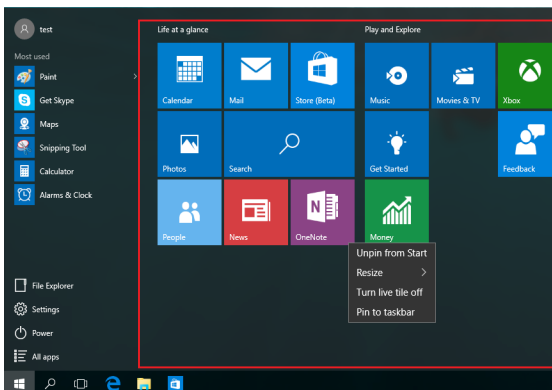 test
Most used
Paint
Get Skype
Maps
Snipping Tool
Calculator
Alarms & Clock
File Explorer
Settings
Power
All apps
Life at a glance
Calendar
Mail
Store (Beta)
Photos
Search
People
News
OneNote
Play and Explore
Music
Movies & TV
Xbox
Get Started
Feedback
Money
Unpin from Start
Resize
Turn live tile off
Pin to taskbar